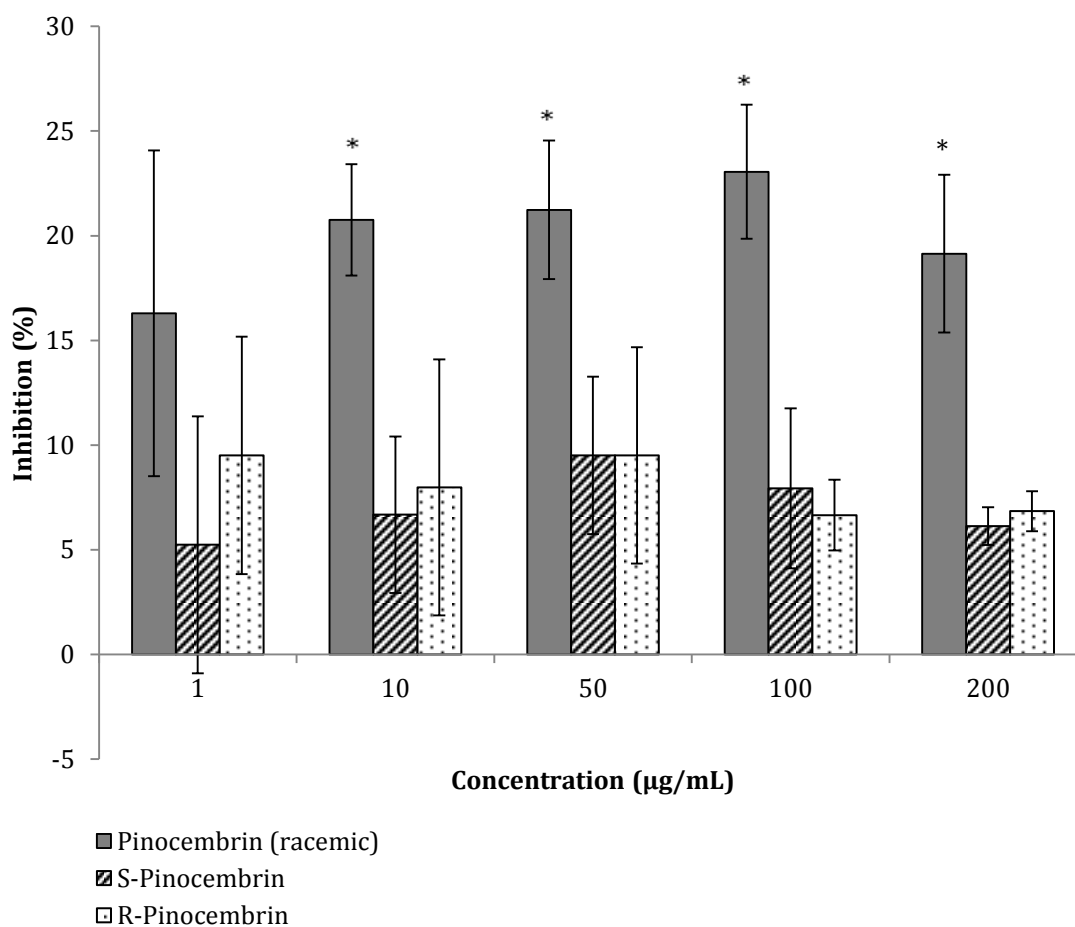 30
25
20
15
10
5
0
-5
Inhibition (%)
* * * * *
1 10 50 100 200
Concentration (µg/mL)
Pinocembrin (racemic)
S-Pinocembrin
R-Pinocembrin